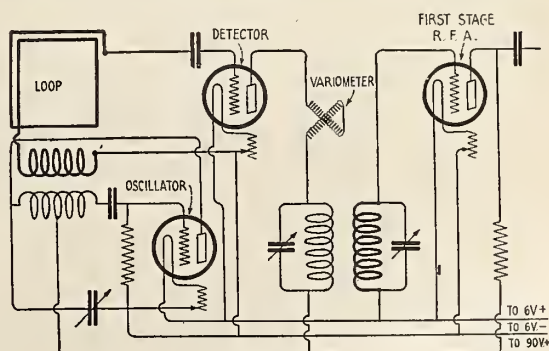 DETECTOR
FIRST STAGE
R. F. A.
LOOP
VARIOMETER
OSCILLATOR
TO 6V+
TO 6V.-
TO 90V+